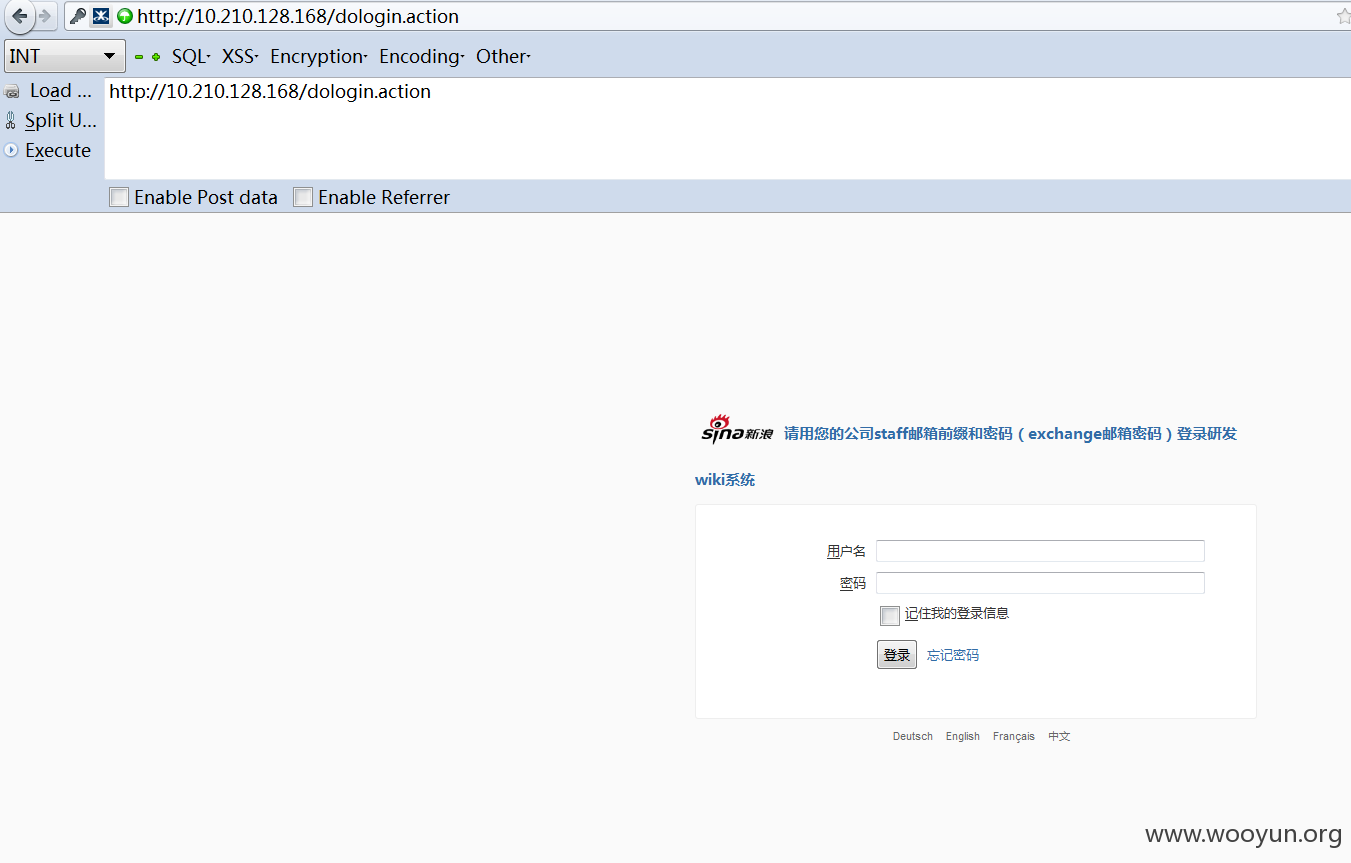 http://10.210.128.168/dologin.action
INT SQL XSS Encryption Encoding Other
Load ...
http://10.210.128.168/dologin.action
Split U...
Execute
Enable Post data Enable Referrer
sina新浪 请用您的公司staff邮箱前缀和密码（exchange邮箱密码）登录研发
wiki系统
用户名
密码
记住我的登录信息
登录 忘记密码
Deutsch English Français 中文
www.wooyun.org